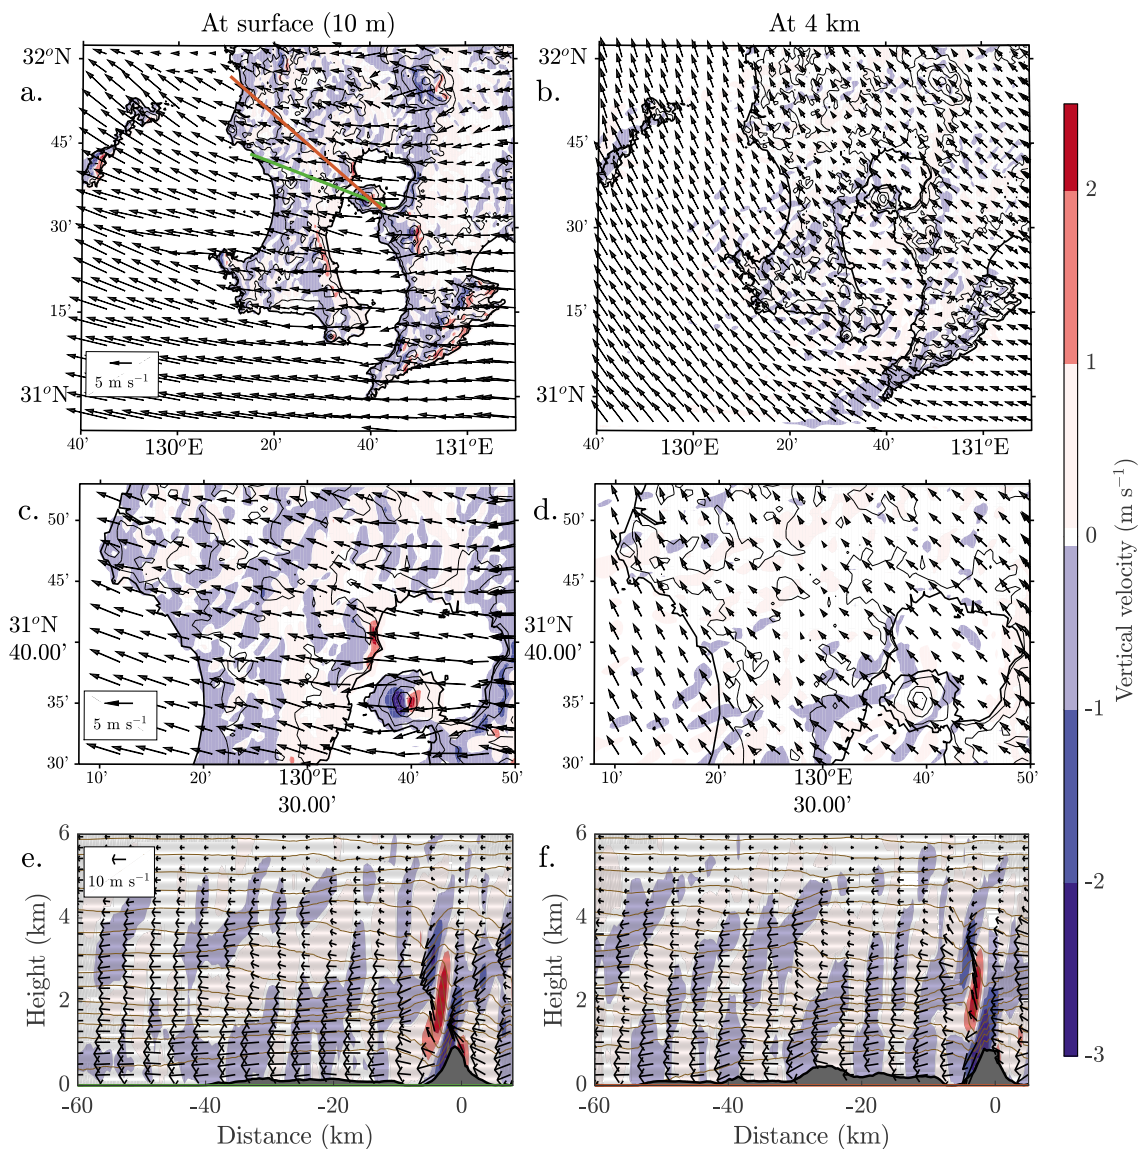 At surface (10 m)
At 4 km
a.
32°N
45'
30'
15'
31°N
5 m s⁻¹
40'
130°E
20'
40'
131°E
b.
32°N
45'
30'
15'
31°N
40'
130°E
20'
40'
131°E
2
1
0
-1
-2
-3
Vertical velocity (m s⁻¹)
c.
50'
45'
31°N
40.00'
35'
30'
5 m s⁻¹
10'
20'
130°E
30.00'
40'
50'
d.
50'
45'
31°N
40.00'
35'
30'
10'
20'
130°E
30.00'
40'
50'
e.
6
4
2
0
Height (km)
10 m s⁻¹
-60
-40
-20
0
Distance (km)
f.
6
4
2
0
Height (km)
-60
-40
-20
0
Distance (km)